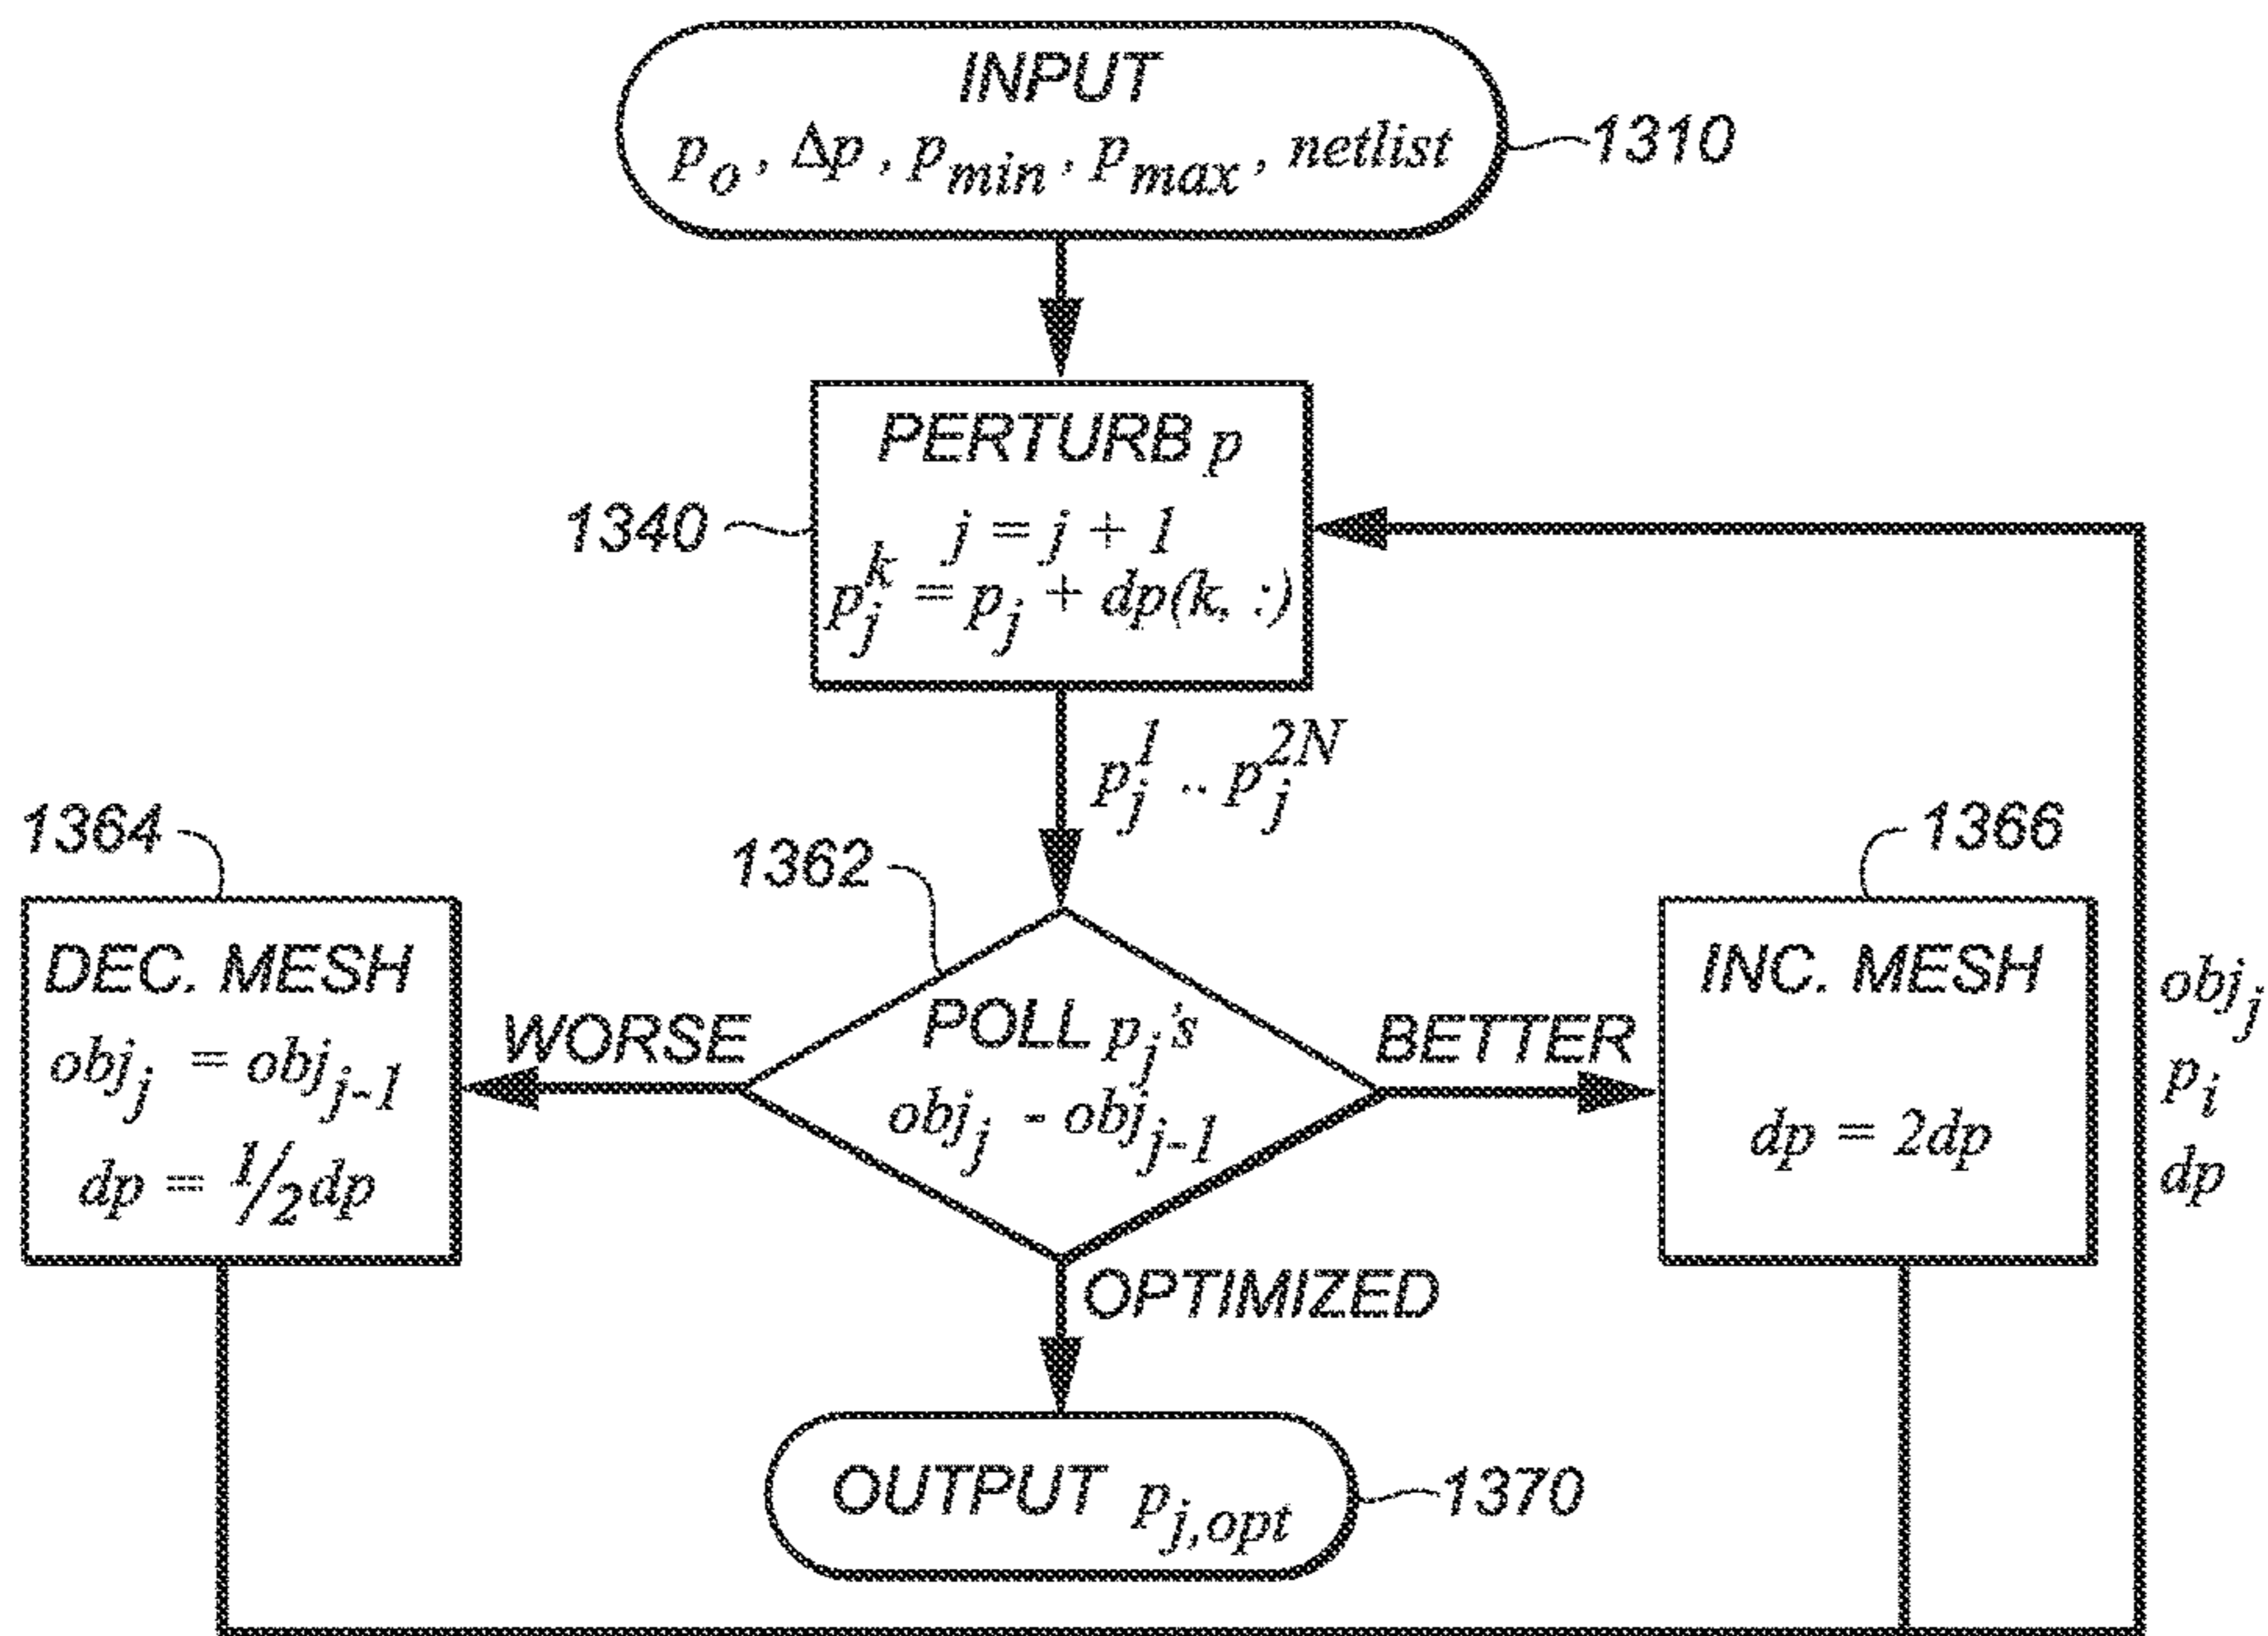 INPUT
p_o, Δp, p_min, p_max, netlist
1310
PERTURB p
j = j + 1
p_j^k = p_j + dp(k, :)
1340
p_j^1 .. p_j^2N
1364
1362
1366
DEC. MESH
obj_j = obj_j-1
dp = 1/2dp
WORSE
POLL p_j's
obj_j - obj_j-1
BETTER
INC. MESH
dp = 2dp
obj_j
p_i
dp
OPTIMIZED
OUTPUT p_j,opt
1370